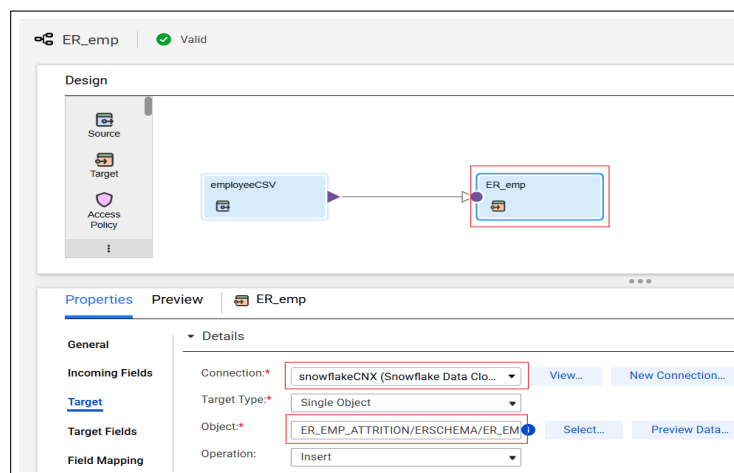 ER_emp Valid
Design
Source
Target
Access
Policy
employeeCSV
ER_emp
Properties Preview ER_emp
General
Incoming Fields
Target
Target Fields
Field Mapping
Details
Connection:* snowflakeCNX (Snowflake Data Clo... View... New Connection...
Target Type:* Single Object
Object:* ER_EMP_ATTRITION/ERSCHEMA/ER_EM Select... Preview Data...
Operation: Insert